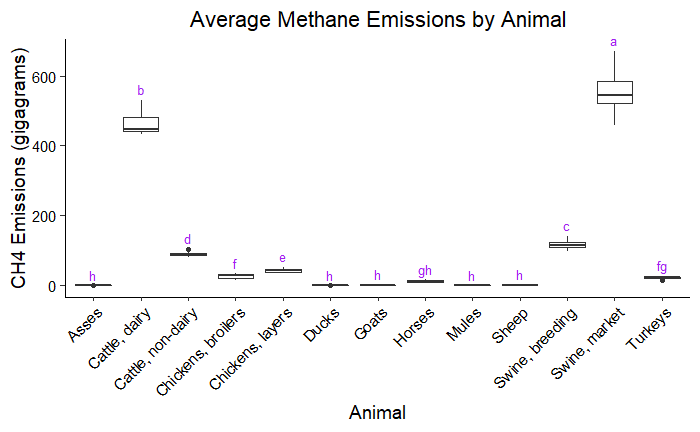 Average Methane Emissions by Animal
CH4 Emissions (gigagrams)
600
400
200
0
h
b
d
f
e
h
h
gh
h
h
c
a
fg
Asses
Cattle, dairy
Cattle, non-dairy
Chickens, broilers
Chickens, layers
Ducks
Goats
Horses
Mules
Sheep
Swine, breeding
Swine, market
Turkeys
Animal